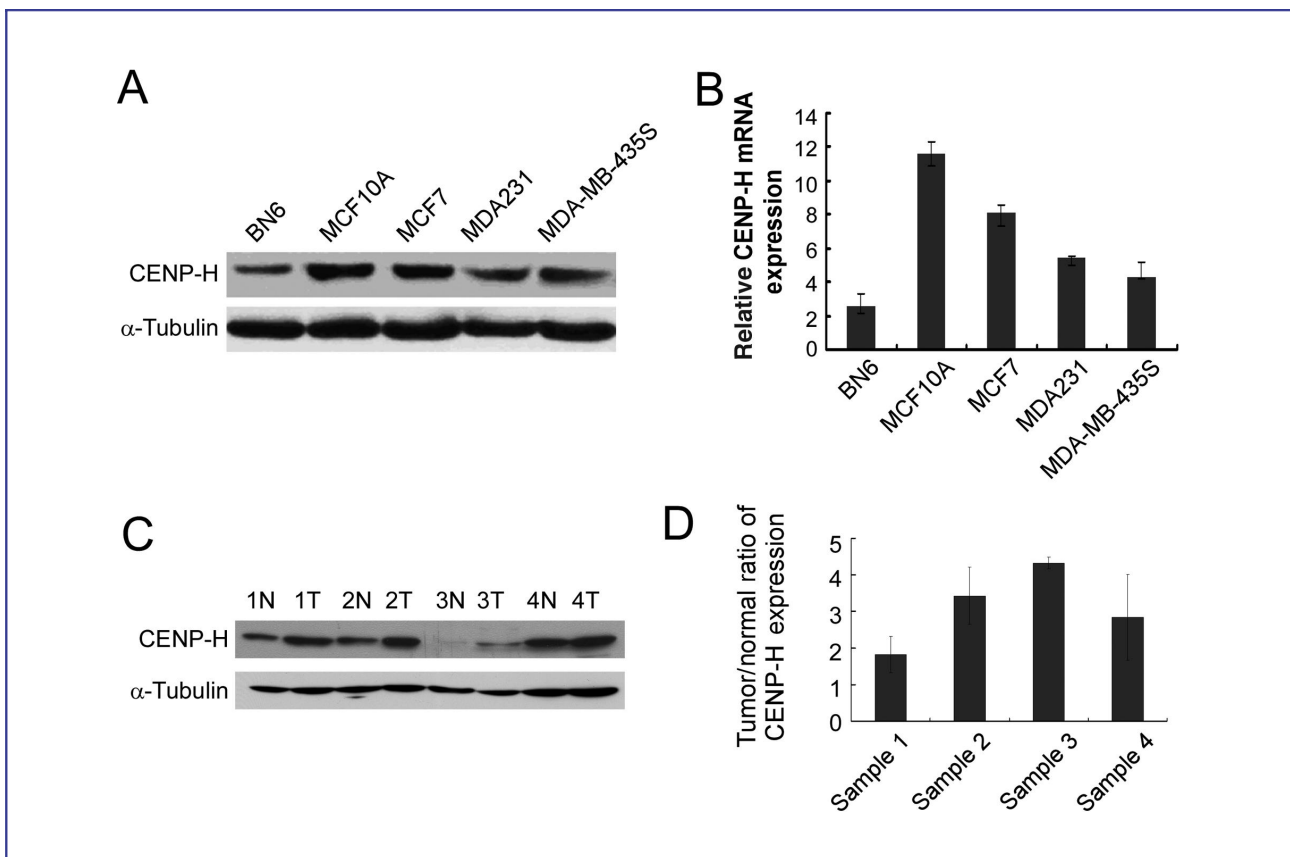 A
BN6 MCF10A MCF7 MDA231 MDA-MB-435S
CENP-H
α-Tubulin
B
Relative CENP-H mRNA
expression
14
12
10
8
6
4
2
0
BN6 MCF10A MCF7 MDA231 MDA-MB-435S
C
1N 1T 2N 2T 3N 3T 4N 4T
CENP-H
α-Tubulin
D
Tumor/normal ratio of
CENP-H expression
5
4
3
2
1
0
Sample 1 Sample 2 Sample 3 Sample 4